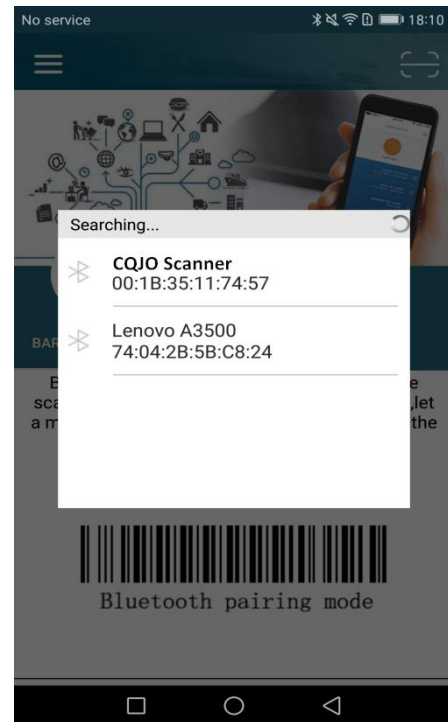 No service 18:10
Searching...
CQJO Scanner
00:1B:35:11:74:57
Lenovo A3500
74:04:2B:5B:C8:24
BAR
,let
a m the
Bluetooth pairing mode